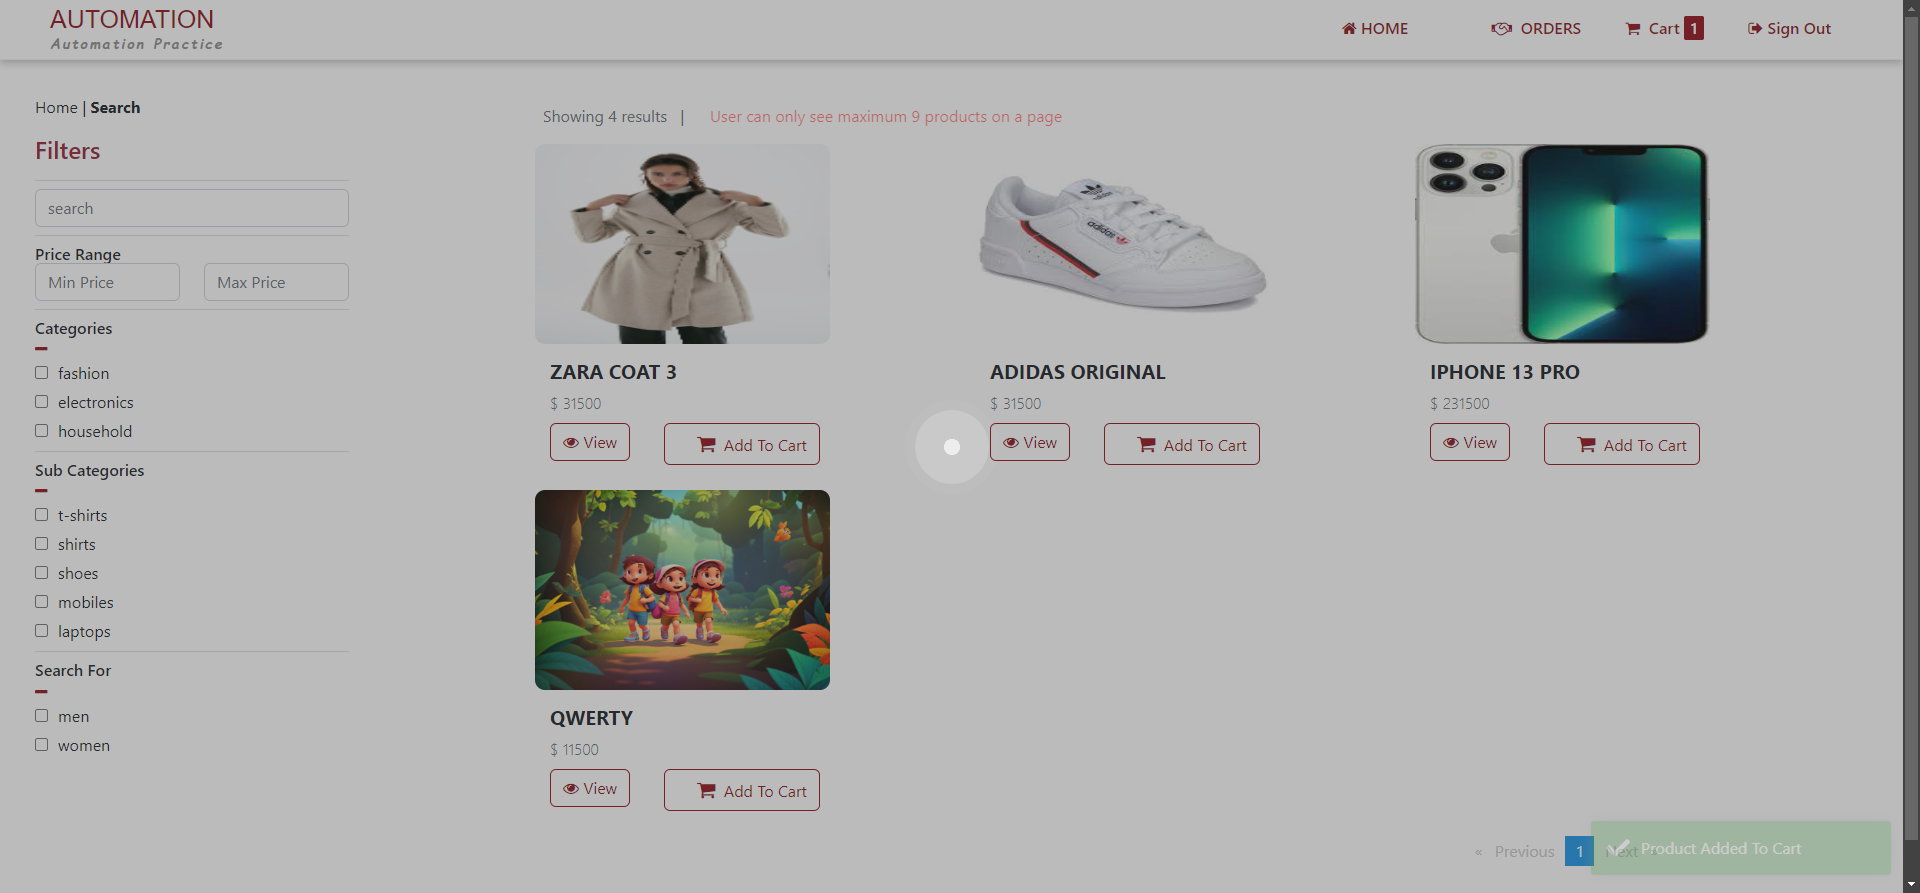 AUTOMATION
Automation Practice
HOME
ORDERS
Cart 1
Sign Out
Home | Search
Filters
search
Price Range
Min Price
Max Price
Categories
fashion
electronics
household
Sub Categories
t-shirts
shirts
shoes
mobiles
laptops
Search For
men
women
Showing 4 results | User can only see maximum 9 products on a page
adidas
ZARA COAT 3
$ 31500
View
Add To Cart
ADIDAS ORIGINAL
$ 31500
View
Add To Cart
IPHONE 13 PRO
$ 231500
View
Add To Cart
QWERTY
$ 11500
View
Add To Cart
« Previous 1 Next
Product Added To Cart